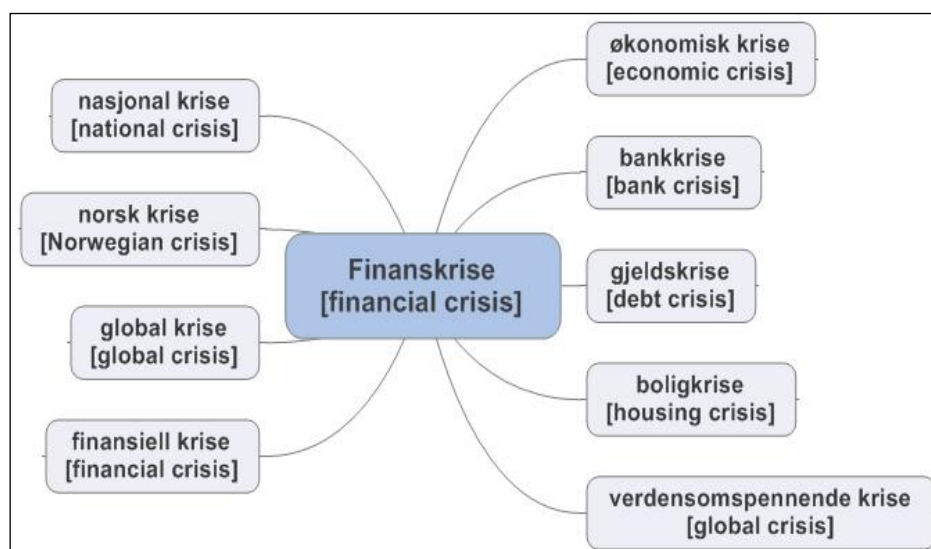 økonomisk krise
[economic crisis]
nasjonal krise
[national crisis]
bankkrise
[bank crisis]
norsk krise
[Norwegian crisis]
Finanskrise
[financial crisis]
gjeldskrise
[debt crisis]
global krise
[global crisis]
boligkrise
[housing crisis]
finansiell krise
[financial crisis]
verdensomspennende krise
[global crisis]